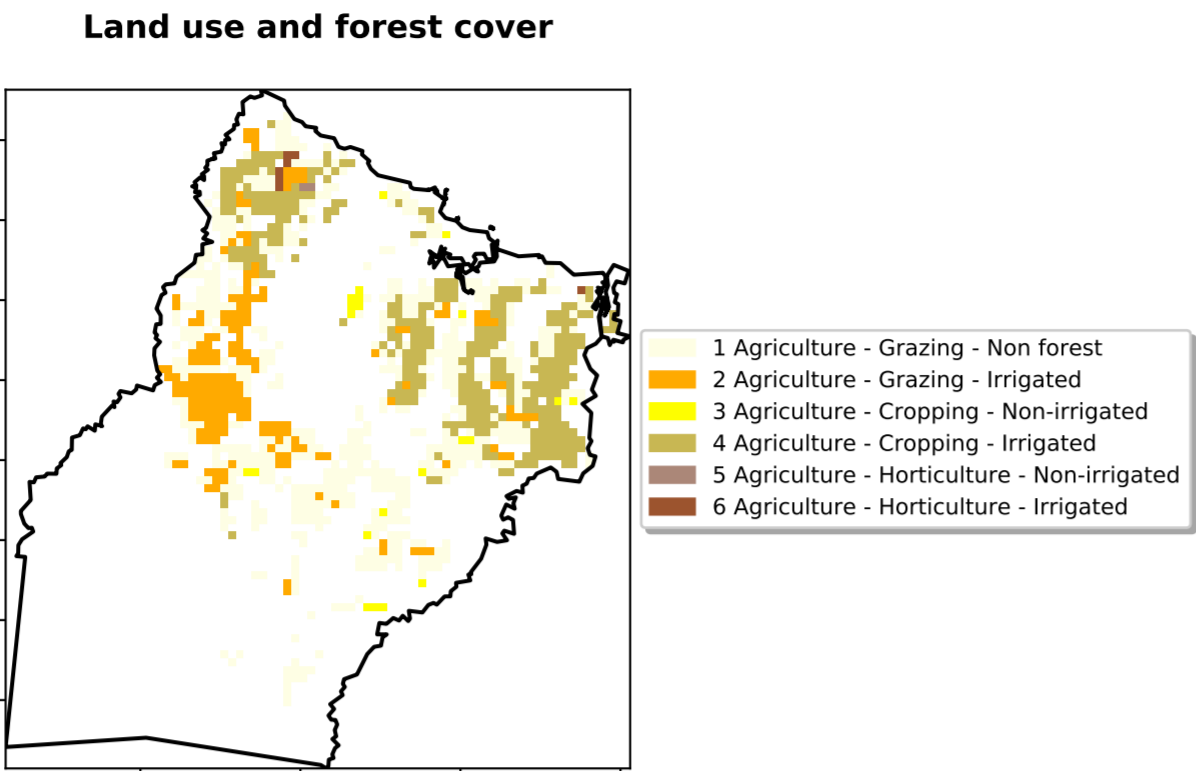 Land use and forest cover
1 Agriculture - Grazing - Non forest
2 Agriculture - Grazing - Irrigated
3 Agriculture - Cropping - Non-irrigated
4 Agriculture - Cropping - Irrigated
5 Agriculture - Horticulture - Non-irrigated
6 Agriculture - Horticulture - Irrigated